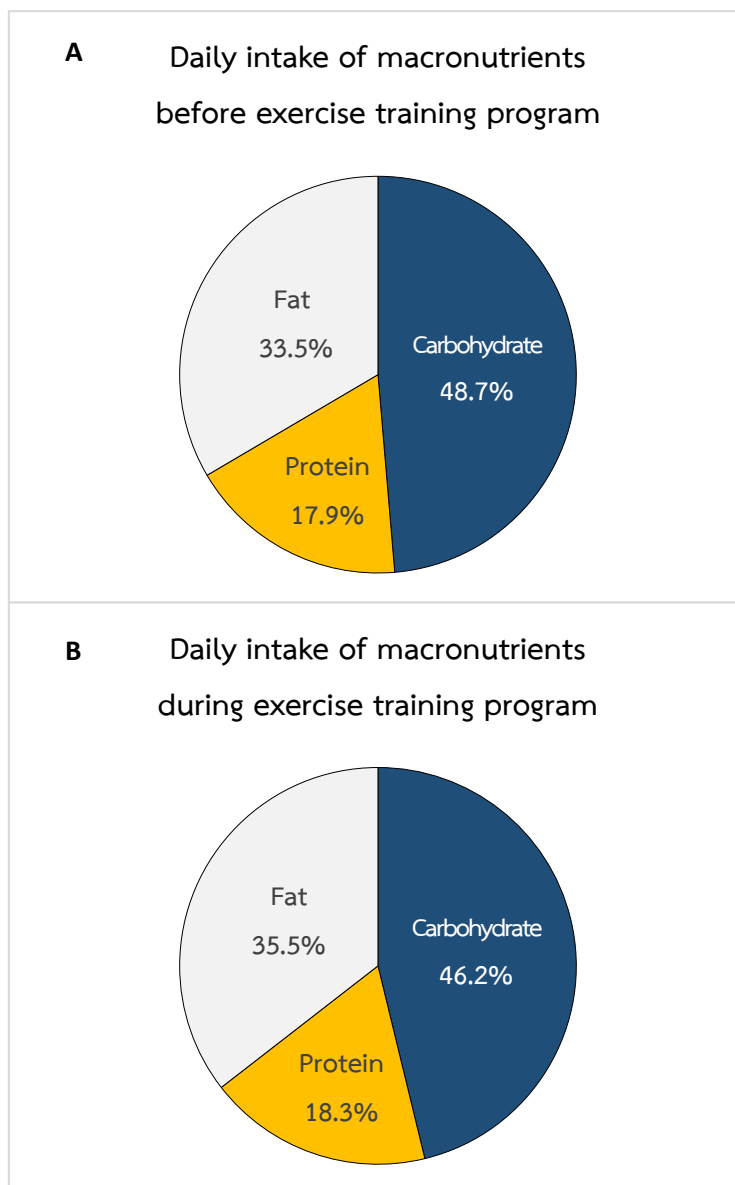 A
Daily intake of macronutrients
before exercise training program
Fat
33.5%
Carbohydrate
48.7%
Protein
17.9%
B
Daily intake of macronutrients
during exercise training program
Fat
35.5%
Carbohydrate
46.2%
Protein
18.3%